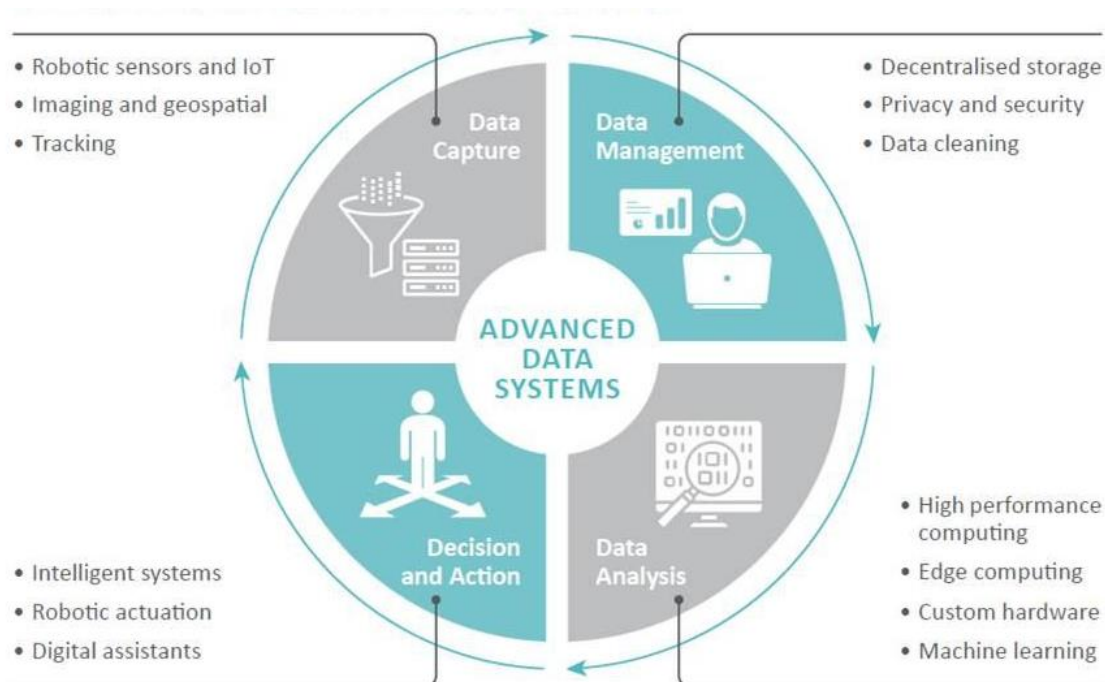 • Robotic sensors and IoT
• Imaging and geospatial
• Tracking
Data
Capture
Data
Management
• Decentralised storage
• Privacy and security
• Data cleaning
ADVANCED
DATA
SYSTEMS
Decision
and Action
Data
Analysis
• Intelligent systems
• Robotic actuation
• Digital assistants
• High performance
computing
• Edge computing
• Custom hardware
• Machine learning